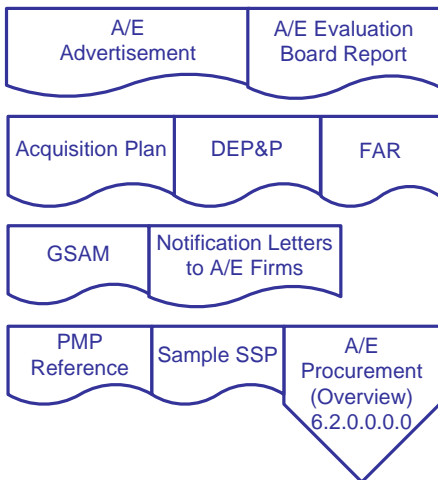 A/E
Advertisement
A/E Evaluation
Board Report
Acquisition Plan
DEP&P
FAR
GSAM
Notification Letters
to A/E Firms
PMP
Reference
Sample SSP
A/E
Procurement
(Overview)
6.2.0.0.0.0